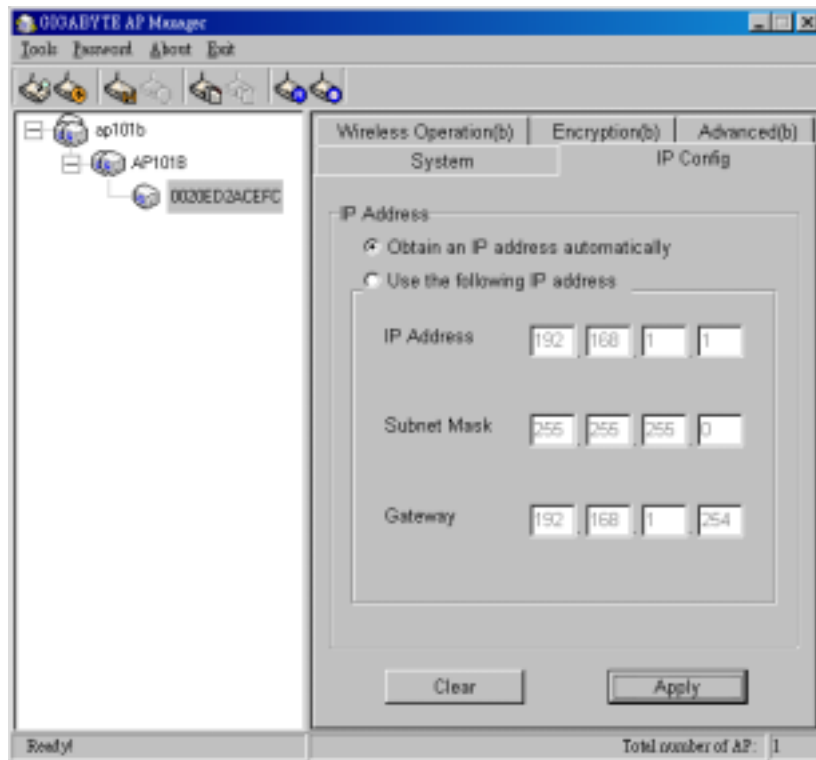 GIGABYTE AP Manager
Tools Password About Exit
ap101b
AP101B
0020ED2ACEFC
Wireless Operation(b) Encryption(b) Advanced(b)
System IP Config
IP Address
Obtain an IP address automatically
Use the following IP address
IP Address 192 . 168 . 1 . 1
Subnet Mask 255 . 255 . 255 . 0
Gateway 192 . 168 . 1 . 254
Clear Apply
Ready! Total number of AP: 1